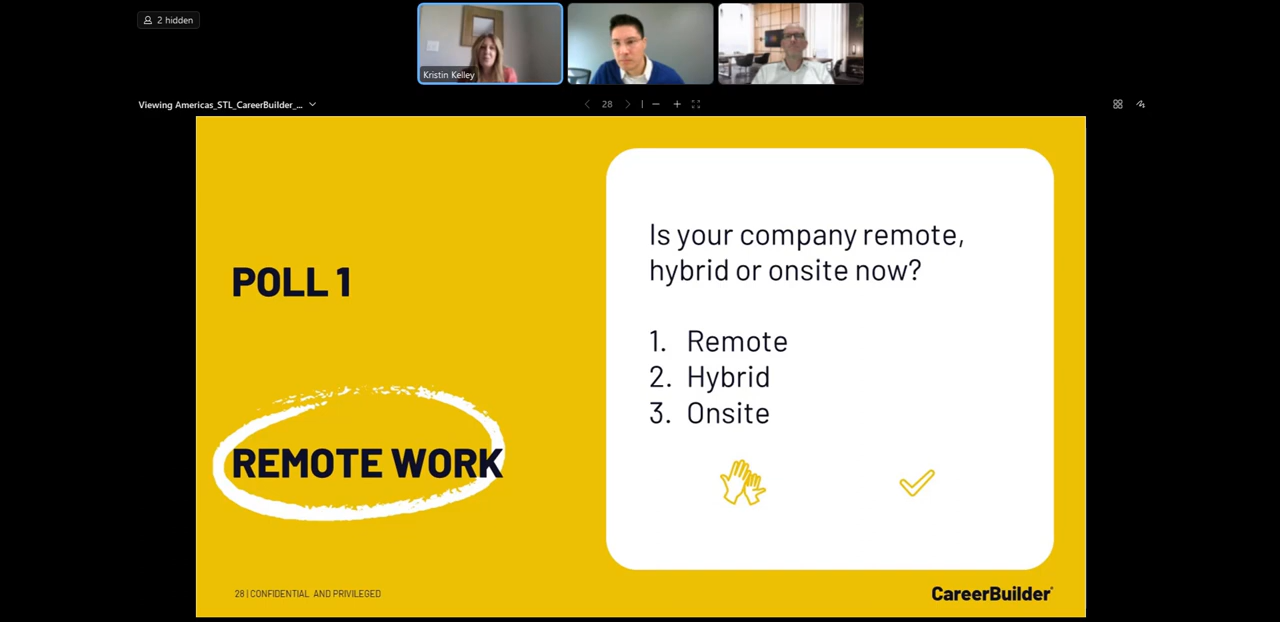 2 hidden
Kristin Kelley
Viewing Americas_STL_CareerBuilder_...
28
POLL 1
REMOTE WORK
Is your company remote,
hybrid or onsite now?
1. Remote
2. Hybrid
3. Onsite
28 | CONFIDENTIAL AND PRIVILEGED
CareerBuilder®